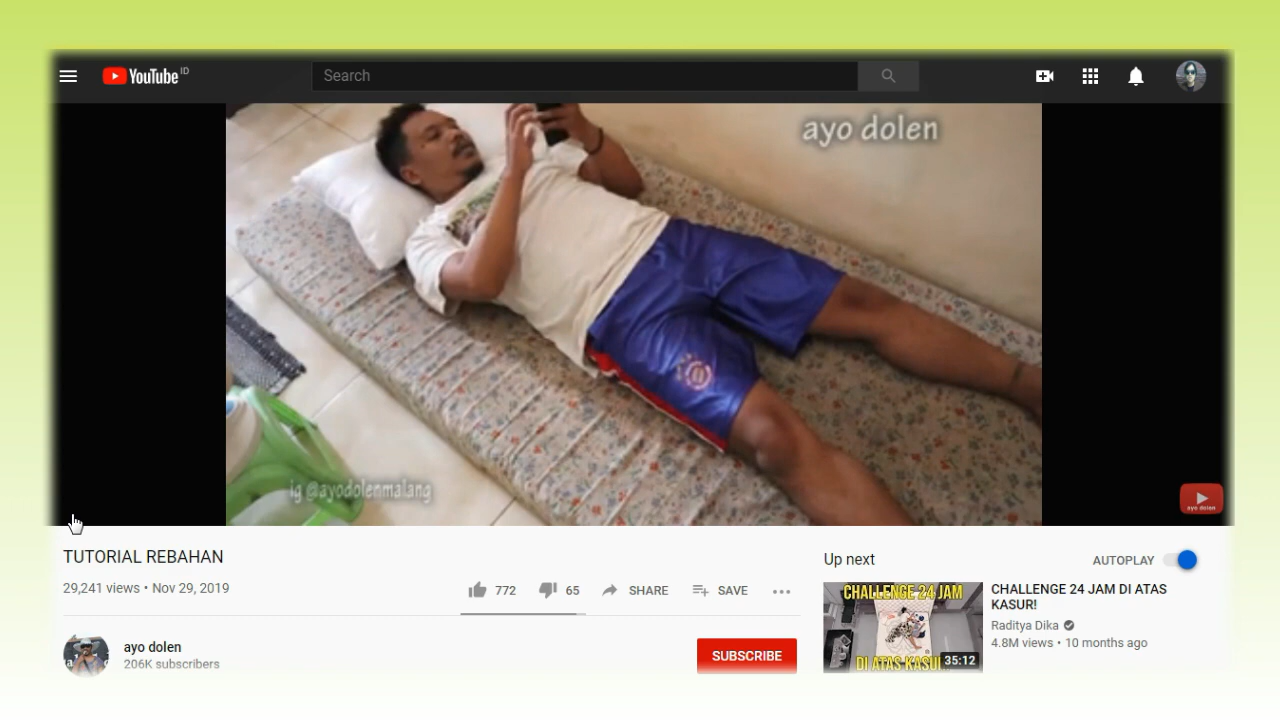 YouTube ID
Search
ayo dolen
ig @ayodolenmalang
ayo dolen
TUTORIAL REBAHAN
29,241 views • Nov 29, 2019
772
65
SHARE
SAVE
ayo dolen
206K subscribers
SUBSCRIBE
Up next
AUTOPLAY
CHALLENGE 24 JAM
DI ATAS KASUR
35:12
CHALLENGE 24 JAM DI ATAS
KASUR!
Raditya Dika
4.8M views • 10 months ago